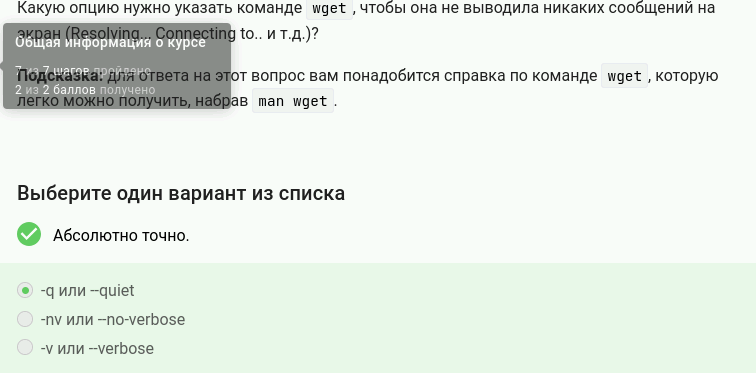 Какую опцию нужно указать команде wget, чтобы она не выводила никаких сообщений на
экран (Resolving... Connecting to.. и т.д.)?
Общая информация о курсе
7 из 7 шагов пройдено
2 из 2 баллов получено
Подсказка: для ответа на этот вопрос вам понадобится справка по команде wget, которую
легко можно получить, набрав man wget.
Выберите один вариант из списка
Абсолютно точно.
-q или --quiet
-nv или --no-verbose
-v или --verbose